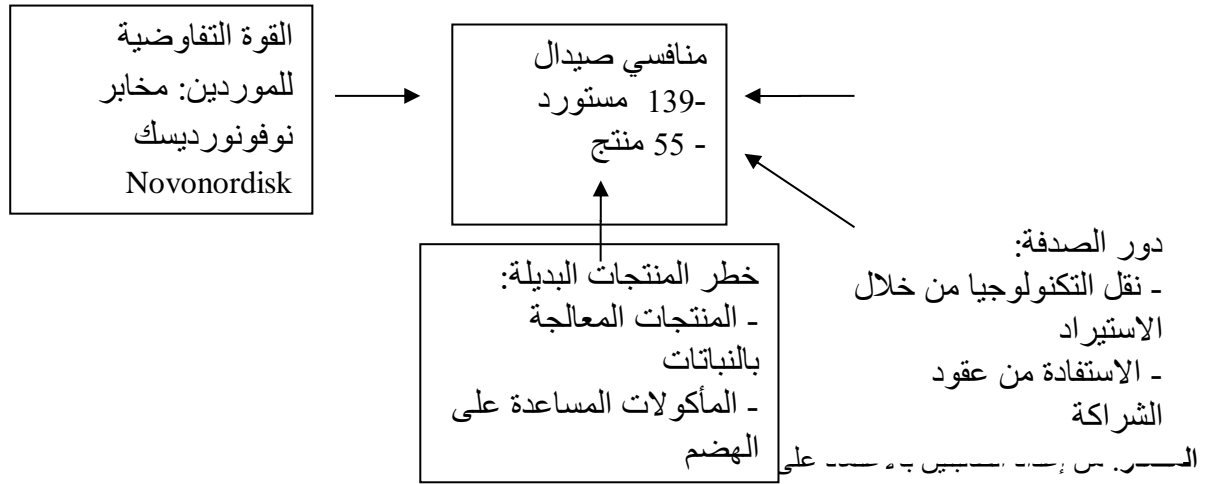 القوة التفاوضية
للموردين: مخابر
نوفونورديسك
Novonordisk
منافسي صيدال
-139 مستورد
- 55 منتج
دور الصدفة:
- نقل التكنولوجيا من خلال
الاستيراد
- الاستفادة من عقود
الشراكة
خطر المنتجات البديلة:
- المنتجات المعالجة
بالنباتات
- المأكولات المساعدة على
الهضم
على